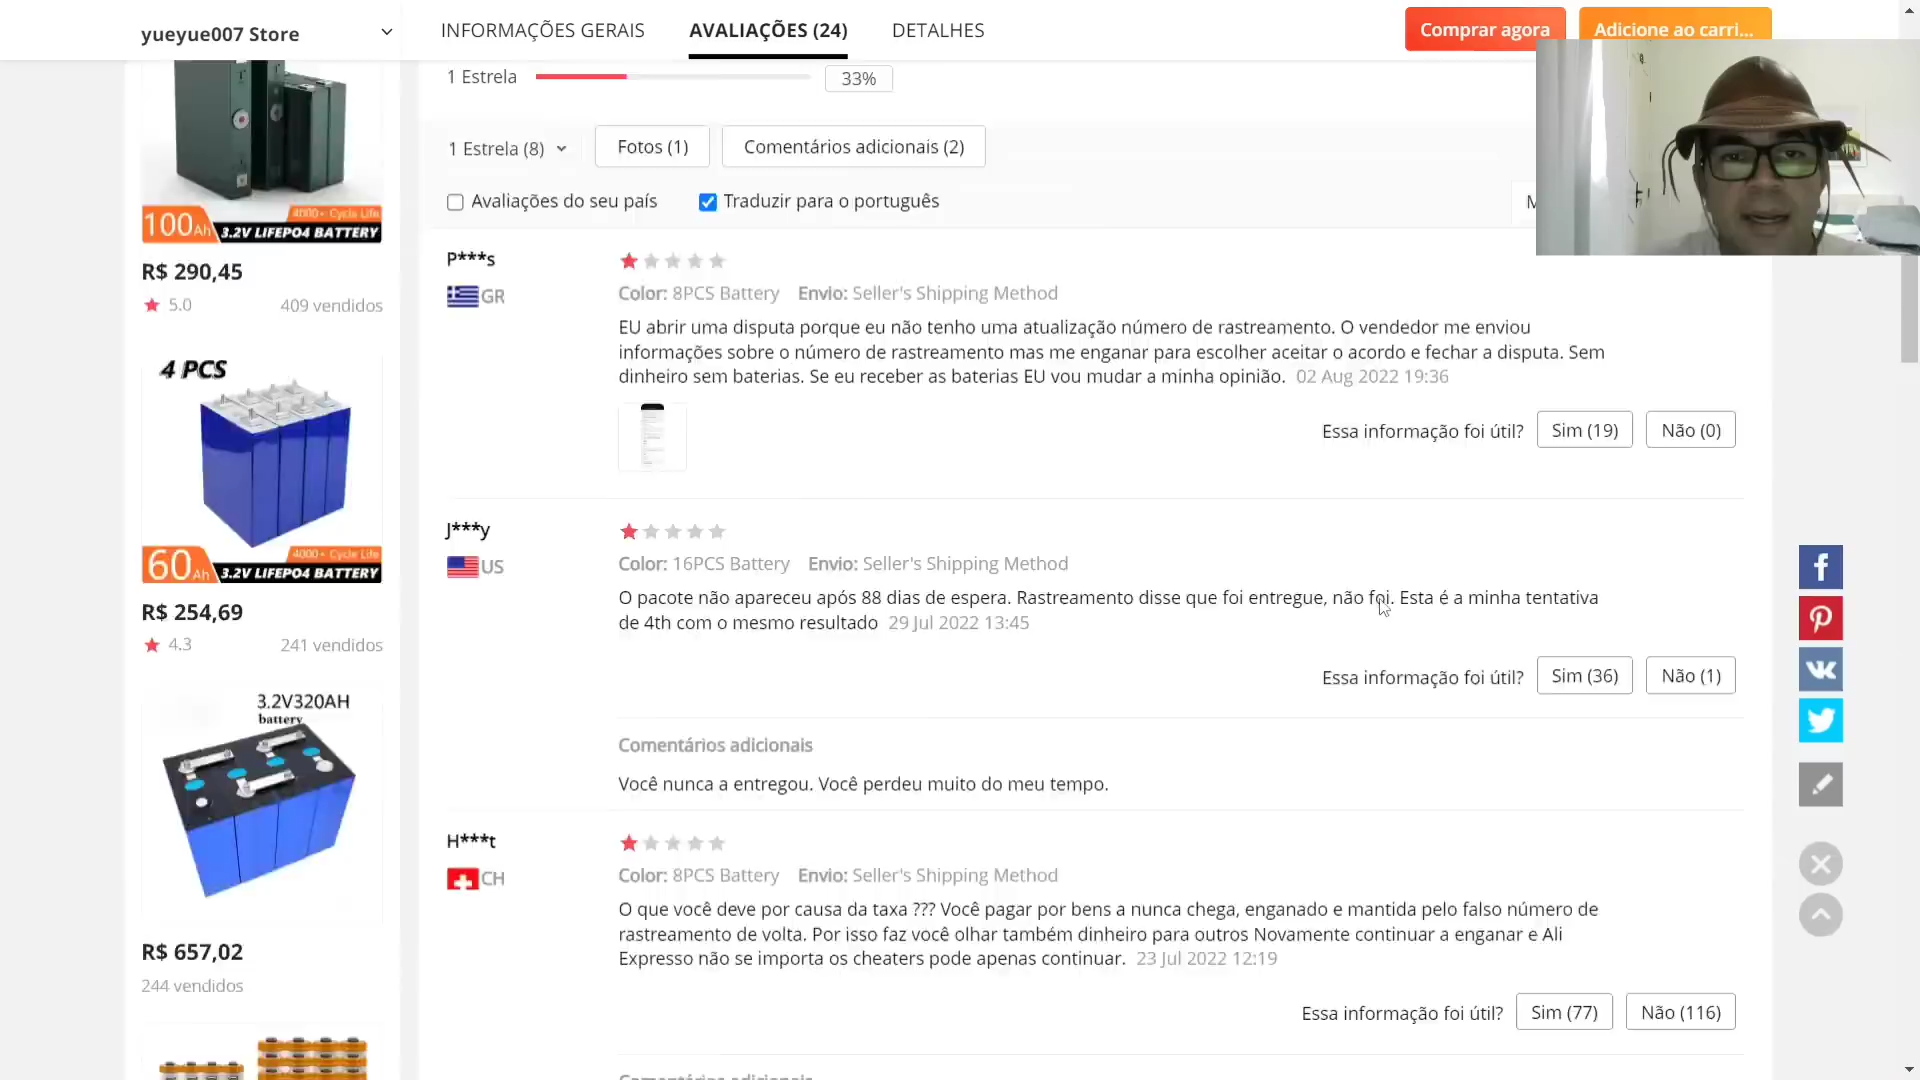 yueyue007 Store
INFORMAÇÕES GERAIS
AVALIAÇÕES (24)
DETALHES
Comprar agora
Adicione ao carri...
100Ah
4000+ Cycle Life
3.2V LIFEPO4 BATTERY
R$ 290,45
5.0
409 vendidos
4 PCS
60Ah
4000+ Cycle Life
3.2V LIFEPO4 BATTERY
R$ 254,69
4.3
241 vendidos
3.2V320AH
battery
R$ 657,02
244 vendidos
1 Estrela
33%
1 Estrela (8)
Fotos (1)
Comentários adicionais (2)
Avaliações do seu país
Traduzir para o português
P***s
GR
Color: 8PCS Battery Envio: Seller's Shipping Method
EU abrir uma disputa porque eu não tenho uma atualização número de rastreamento. O vendedor me enviou
informações sobre o número de rastreamento mas me enganar para escolher aceitar o acordo e fechar a disputa. Sem
dinheiro sem baterias. Se eu receber as baterias EU vou mudar a minha opinião. 02 Aug 2022 19:36
Essa informação foi útil?
Sim (19)
Não (0)
J***y
US
Color: 16PCS Battery Envio: Seller's Shipping Method
O pacote não apareceu após 88 dias de espera. Rastreamento disse que foi entregue, não foi. Esta é a minha tentativa
de 4th com o mesmo resultado 29 Jul 2022 13:45
Essa informação foi útil?
Sim (36)
Não (1)
Comentários adicionais
Você nunca a entregou. Você perdeu muito do meu tempo.
H***t
CH
Color: 8PCS Battery Envio: Seller's Shipping Method
O que você deve por causa da taxa ??? Você pagar por bens a nunca chega, enganado e mantida pelo falso número de
rastreamento de volta. Por isso faz você olhar também dinheiro para outros Novamente continuar a enganar e Ali
Expresso não se importa os cheaters pode apenas continuar. 23 Jul 2022 12:19
Essa informação foi útil?
Sim (77)
Não (116)